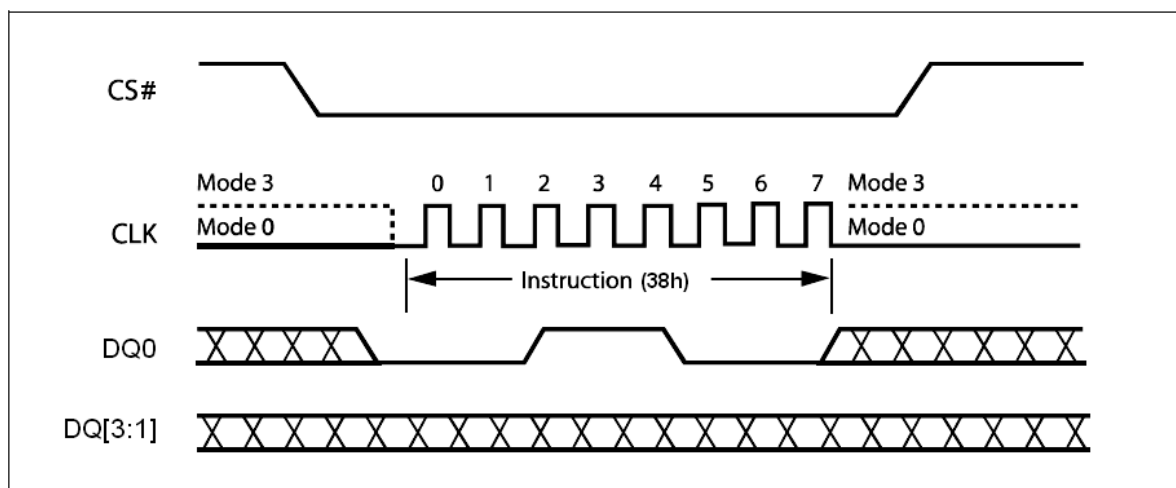 CS#
Mode 3
0 1 2 3 4 5 6 7
Mode 3
CLK
Mode 0
Mode 0
Instruction (38h)
DQ0
DQ[3:1]